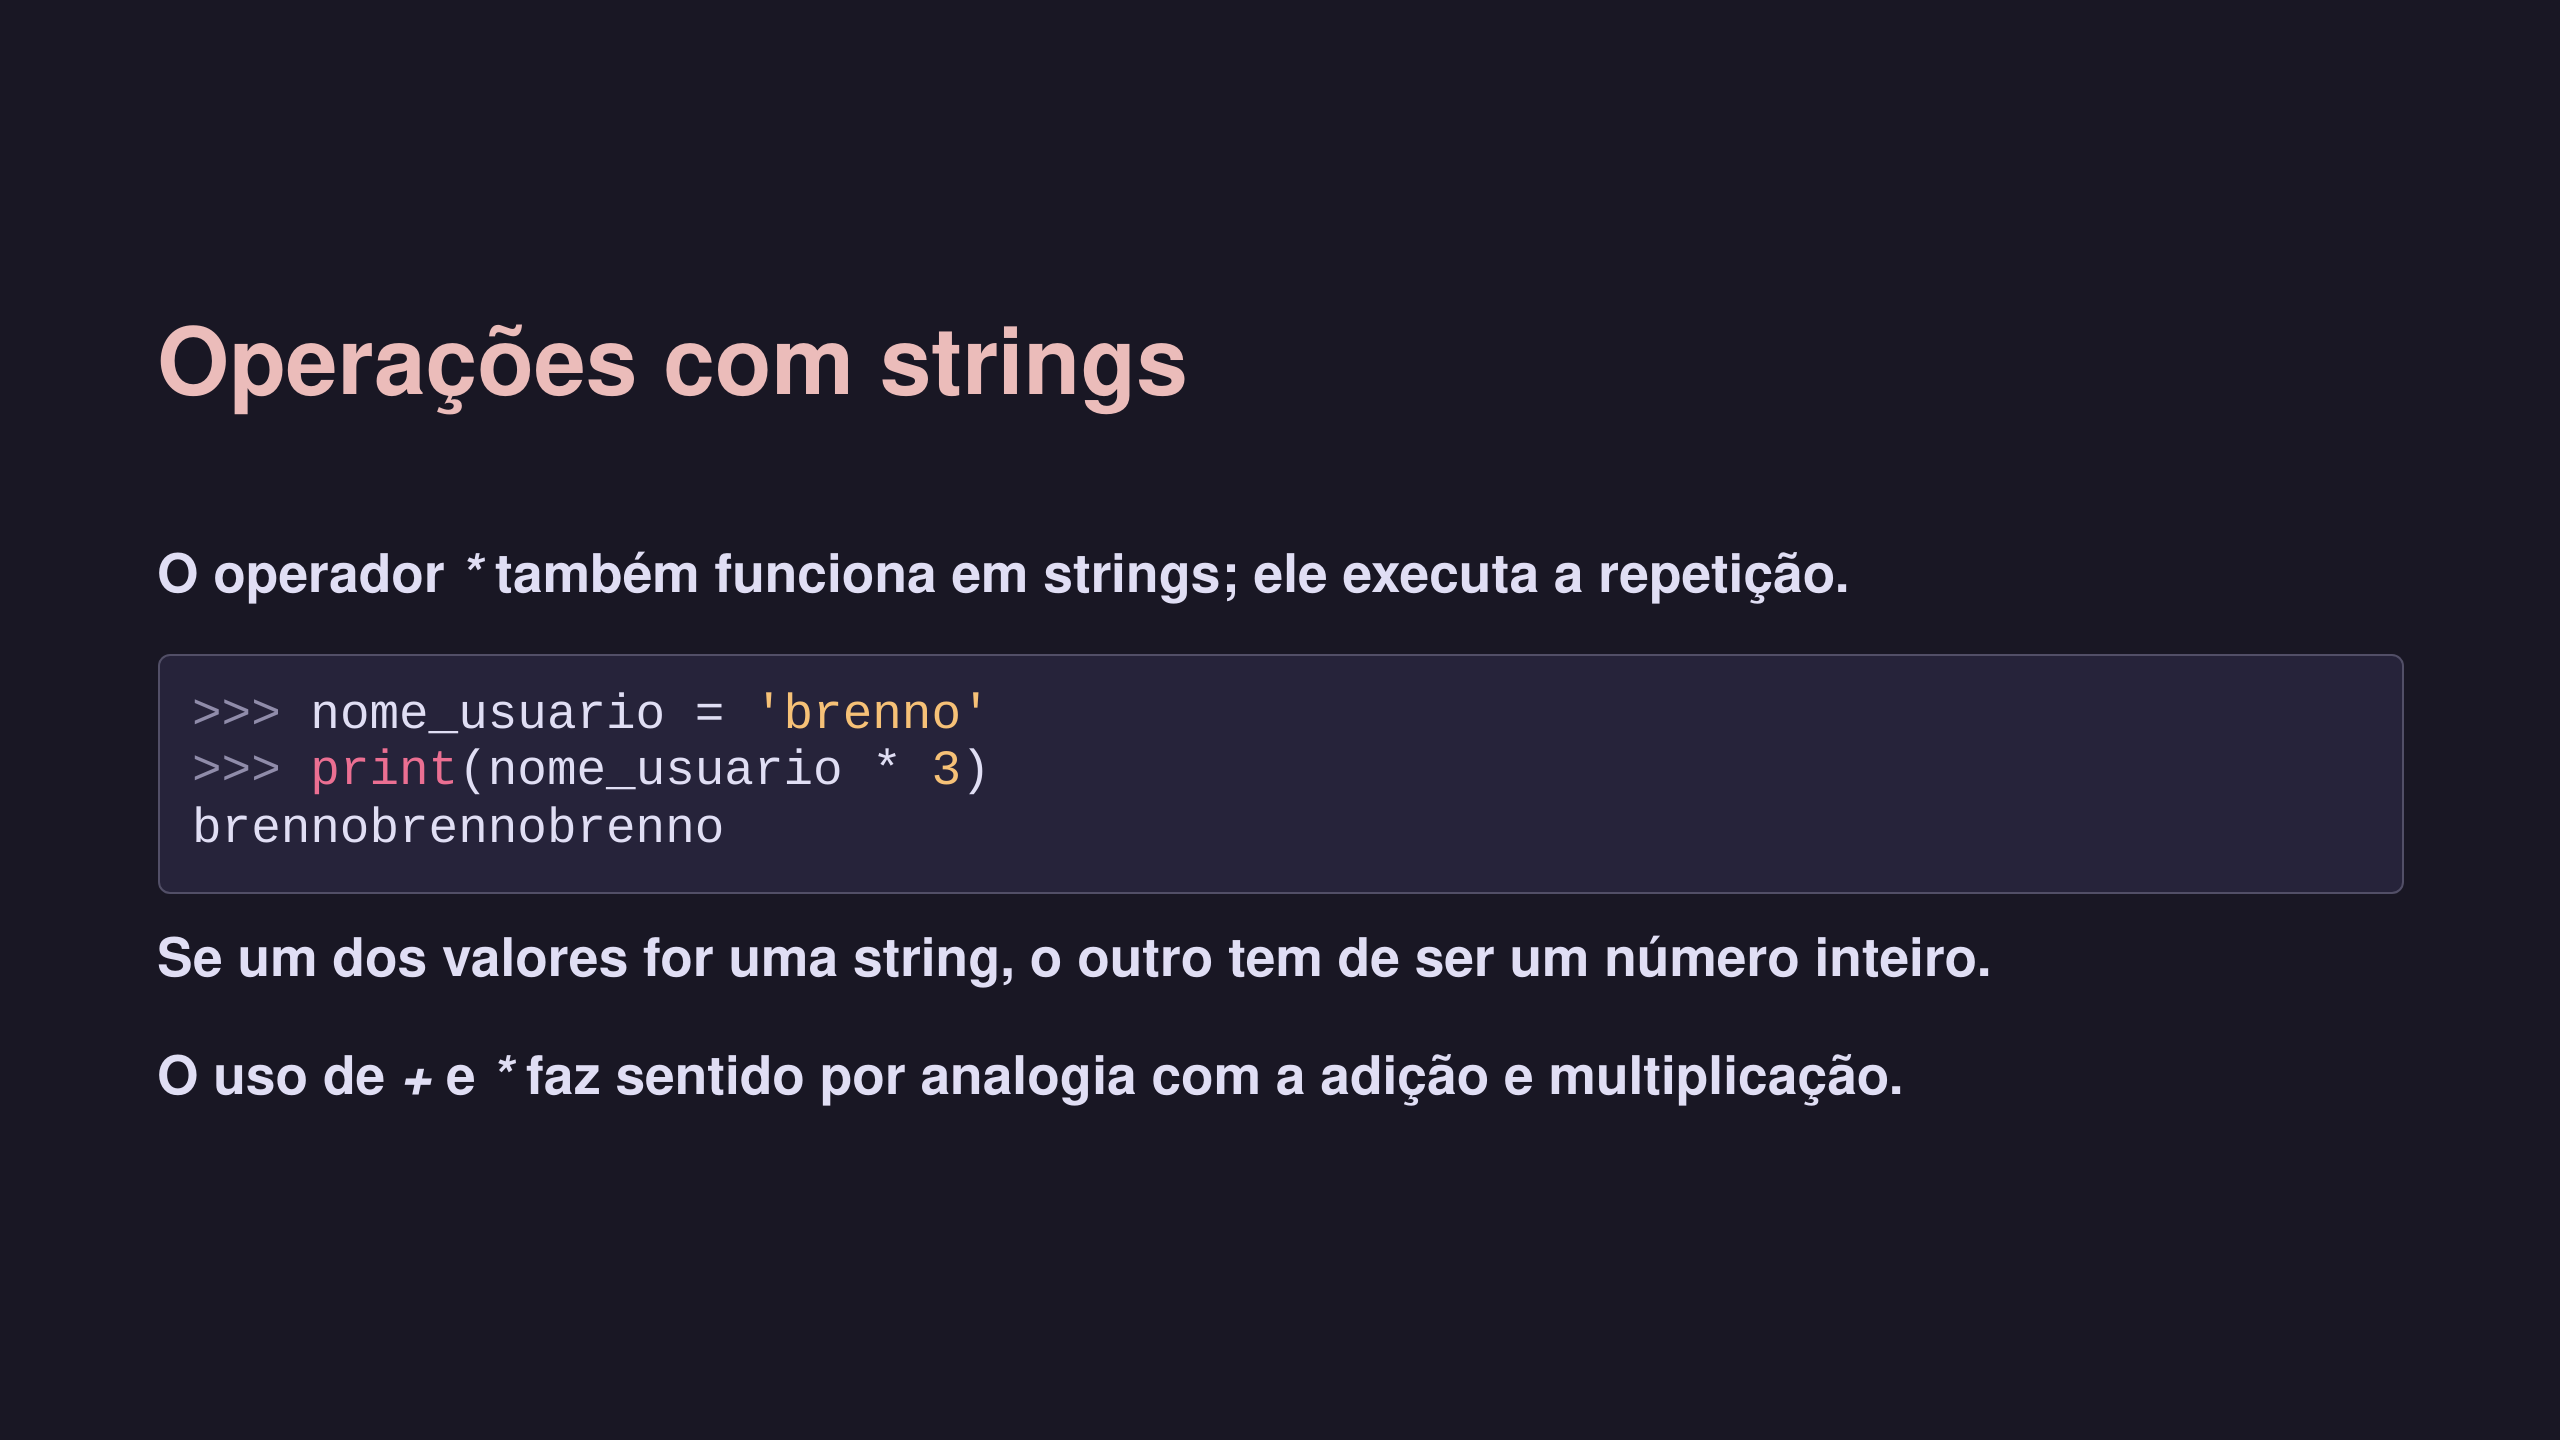 Operações com strings
O operador * também funciona em strings; ele executa a repetição.
>>> nome_usuario = 'brenno'
>>> print(nome_usuario * 3)
brennobrennobrenno
Se um dos valores for uma string, o outro tem de ser um número inteiro.
O uso de + e * faz sentido por analogia com a adição e multiplicação.